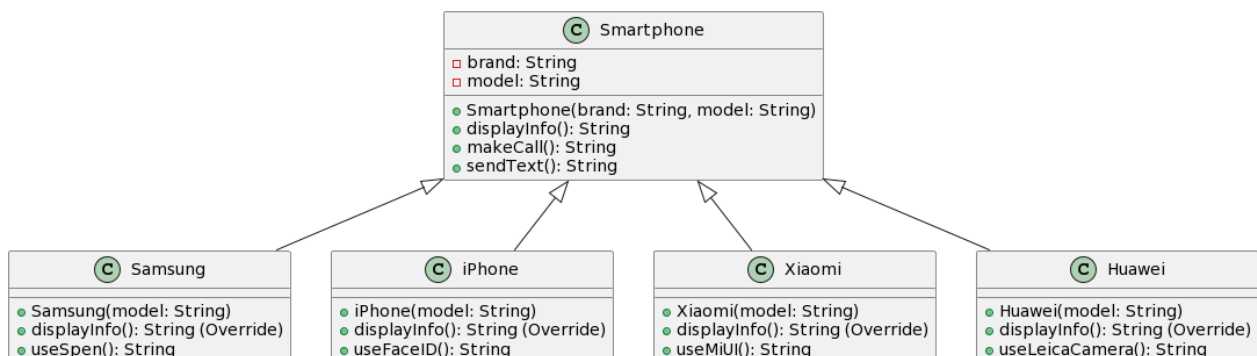 C Smartphone
brand: String
model: String
Smartphone(brand: String, model: String)
displayInfo(): String
makeCall(): String
sendText(): String
C Samsung
Samsung(model: String)
displayInfo(): String (Override)
useSpen(): String
C iPhone
iPhone(model: String)
displayInfo(): String (Override)
useFaceID(): String
C Xiaomi
Xiaomi(model: String)
displayInfo(): String (Override)
useMiUI(): String
C Huawei
Huawei(model: String)
displayInfo(): String (Override)
useLeicaCamera(): String